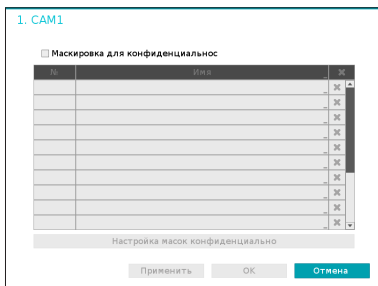 1. CAM1
Маскировка для конфиденциальнос
№ Имя
Настройка масок конфиденциально
Применить OK Отмена